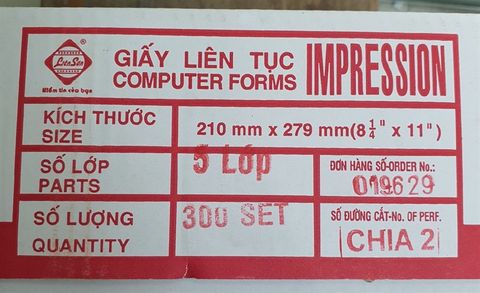 Liên Sơn
Niềm tin của bạn
GIẤY LIÊN TỤC
COMPUTER FORMS
IMPRESSION
KÍCH THƯỚC
SIZE
210 mm x 279 mm(8 1/4" x 11")
SỐ LỚP
PARTS
5 Lớp
ĐƠN HÀNG SỐ-ORDER No.:
019629
SỐ LƯỢNG
QUANTITY
300 SET
SỐ ĐƯỜNG CẮT-No. OF PERF.
CHIA 2